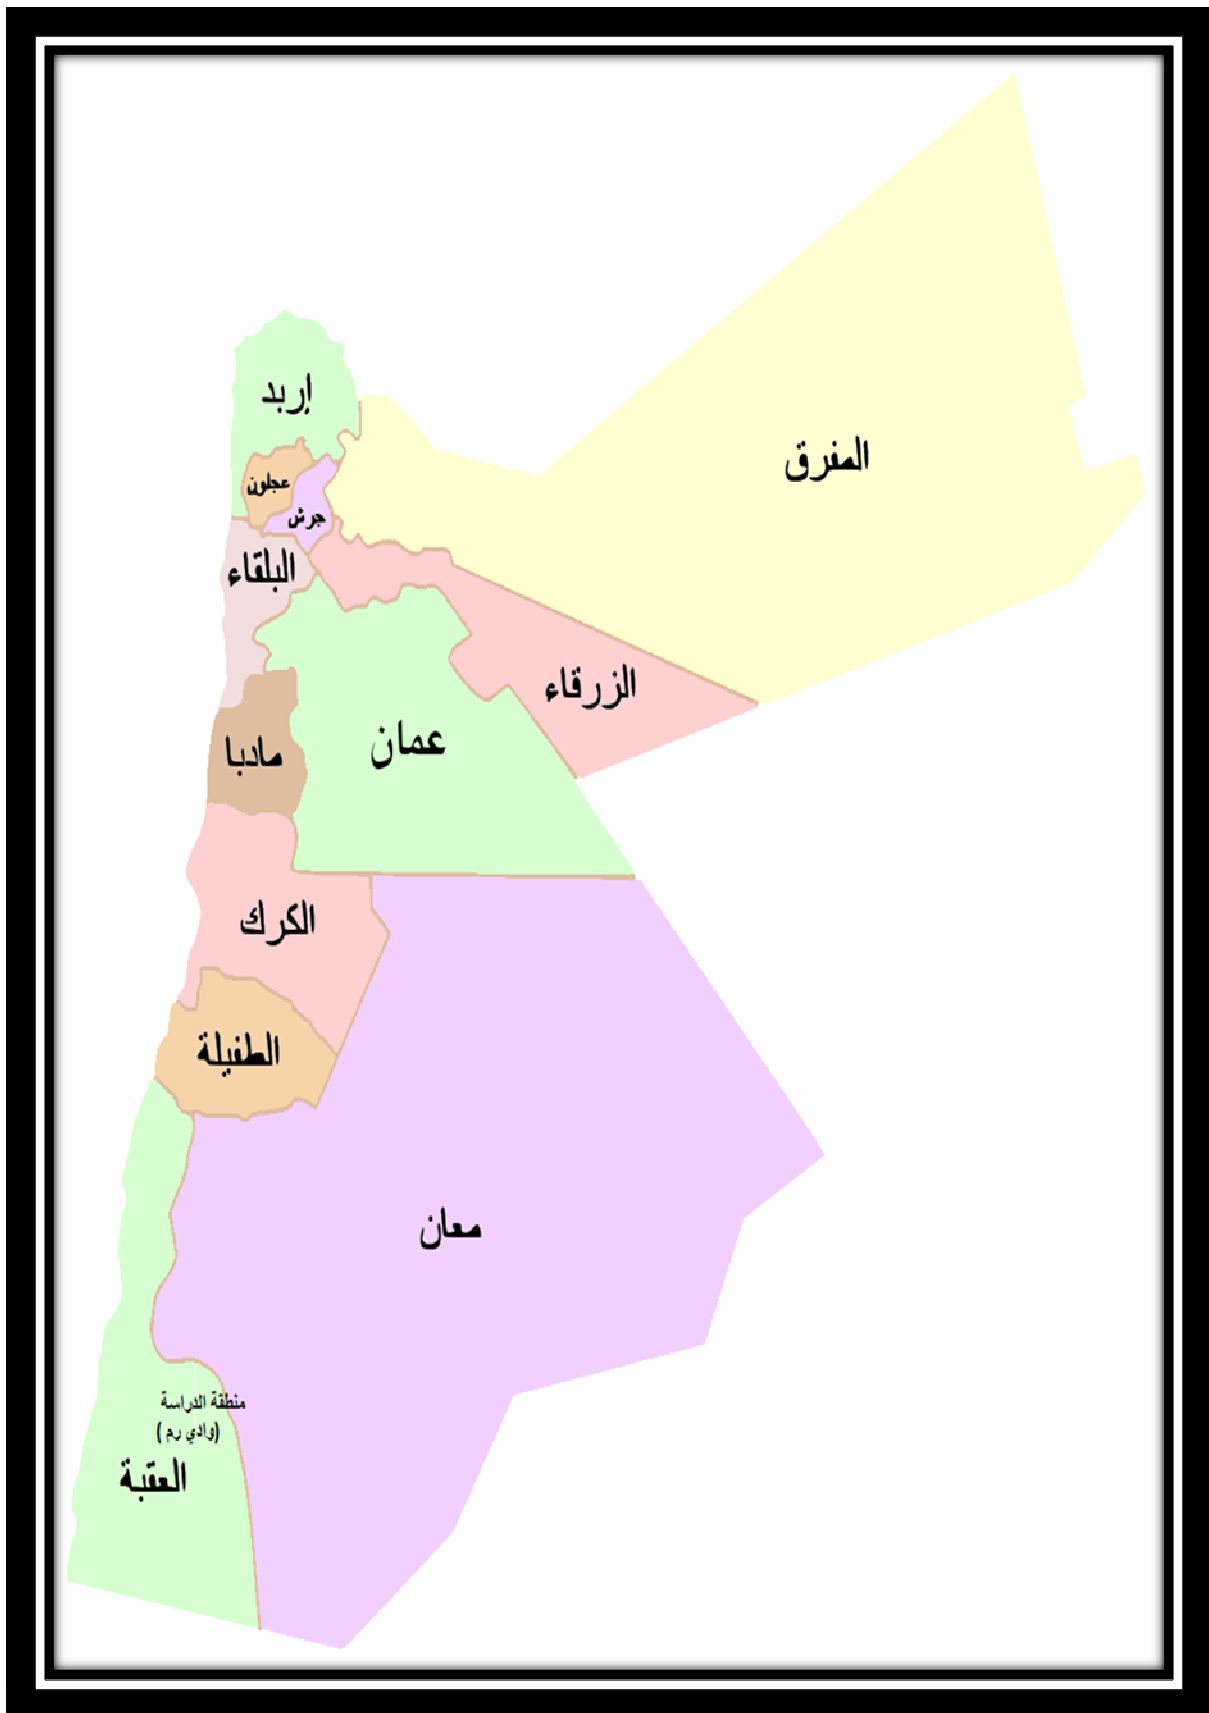 إربد
المفرق
عجلون
جرش
البلقاء
الزرقاء
عمان
مادبا
الكرك
الطفيلة
معان
منطقة الدراسة
(وادي رم )
العقبة